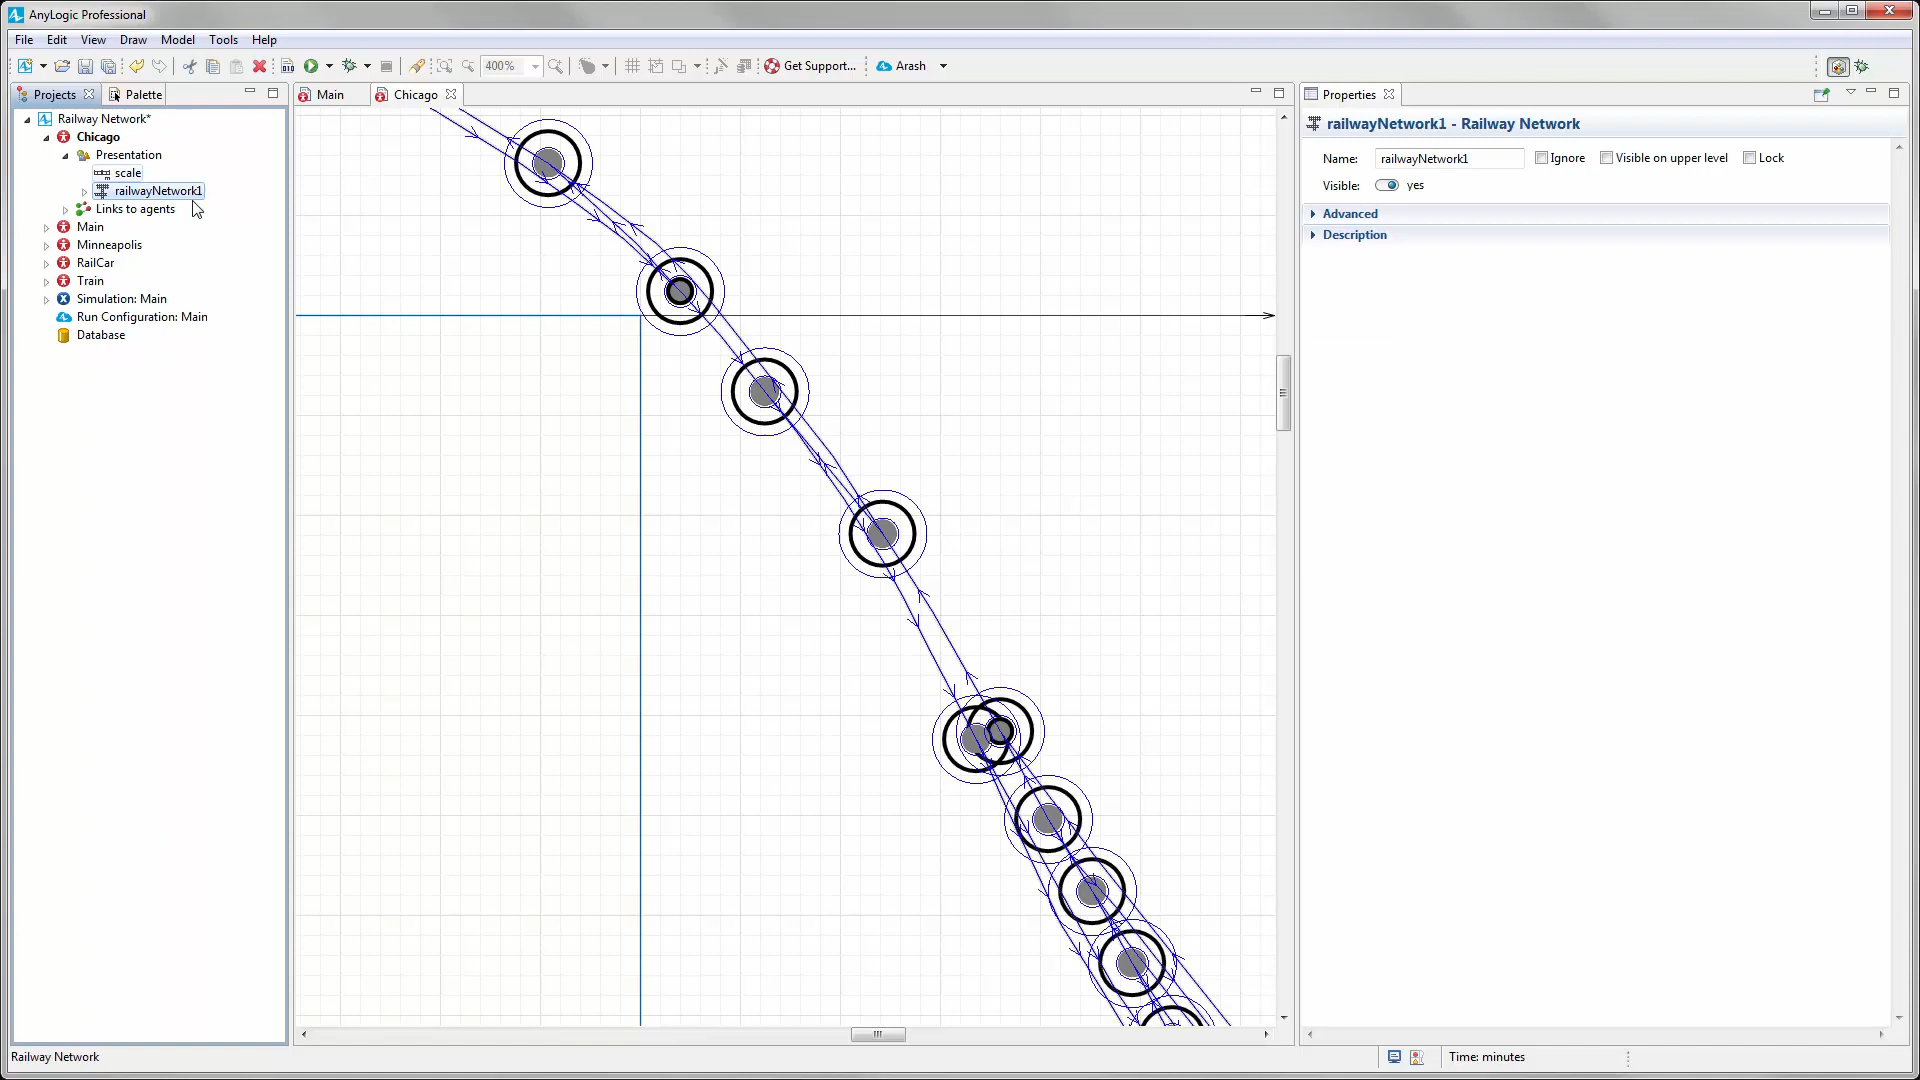 AnyLogic Professional
File Edit View Draw Model Tools Help
400% Get Support... Arash
Projects Palette
Main Chicago
Properties
Railway Network*
Chicago
Presentation
scale
railwayNetwork1
Links to agents
Main
Minneapolis
RailCar
Train
Simulation: Main
Run Configuration: Main
Database
railwayNetwork1 - Railway Network
Name: railwayNetwork1 Ignore Visible on upper level Lock
Visible: yes
Advanced
Description
Railway Network
Time: minutes